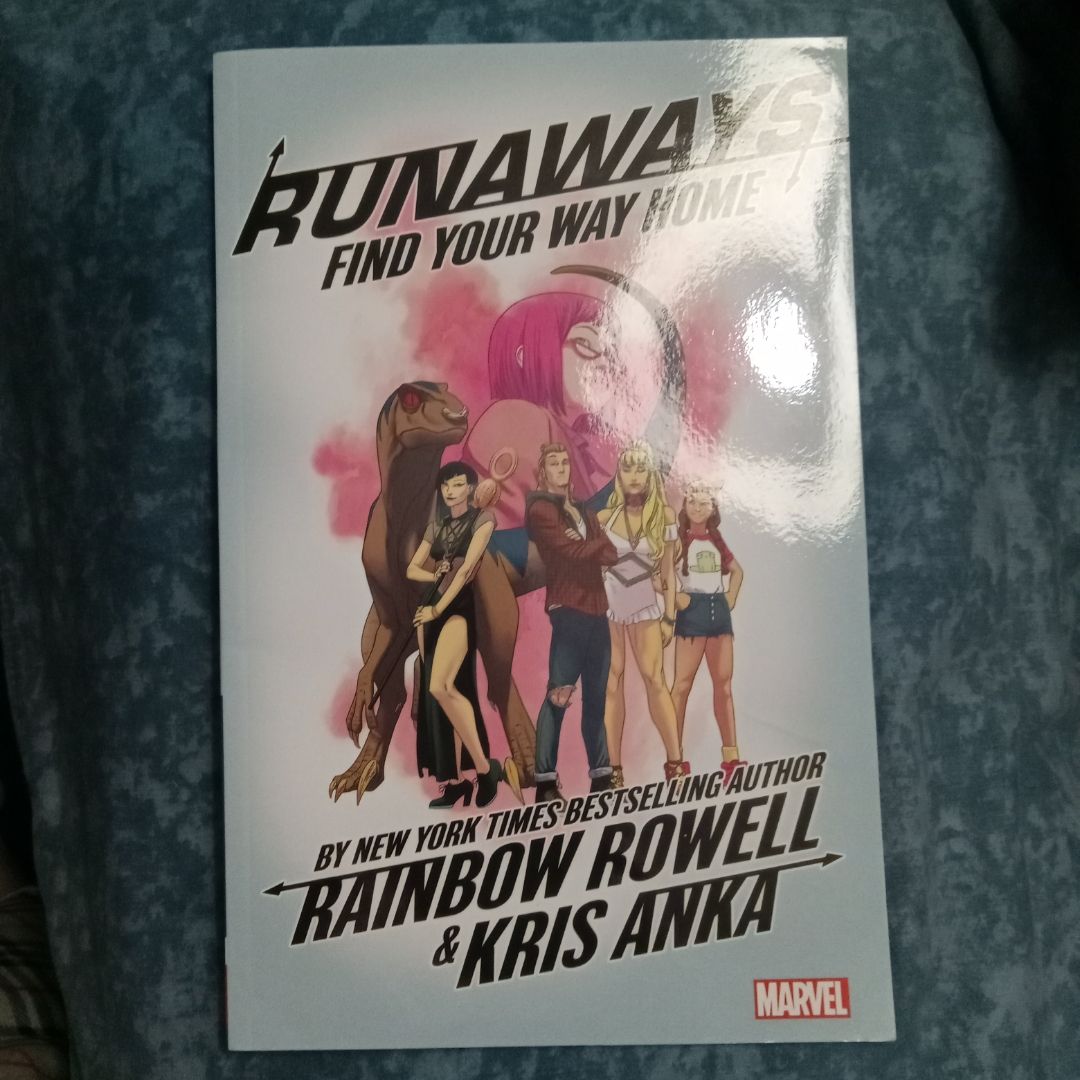 RUNAWAYS
FIND YOUR WAY HOME
BY NEW YORK TIMES BESTSELLING AUTHOR
RAINBOW ROWELL
& KRIS ANKA
MARVEL